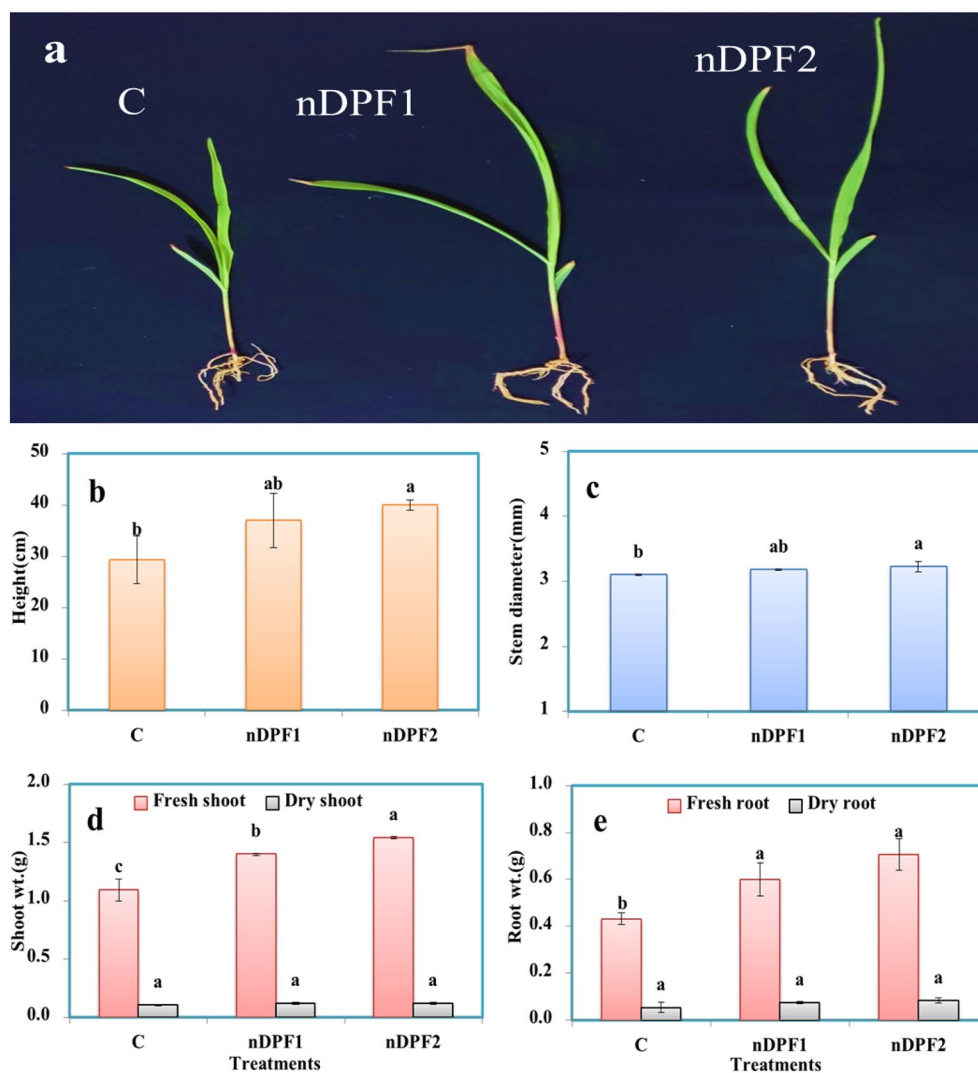 a
C
nDPF1
nDPF2
b
Height(cm)
50
40
30
20
10
0
b
ab
a
C
nDPF1
nDPF2
c
Stem diameter(mm)
5
4
3
2
1
b
ab
a
C
nDPF1
nDPF2
d
Fresh shoot
Dry shoot
Shoot wt.(g)
2.0
1.5
1.0
0.5
0.0
c
a
b
a
a
a
C
nDPF1
nDPF2
Treatments
e
Fresh root
Dry root
Root wt.(g)
1.0
0.8
0.6
0.4
0.2
0.0
b
a
a
a
a
a
C
nDPF1
nDPF2
Treatments